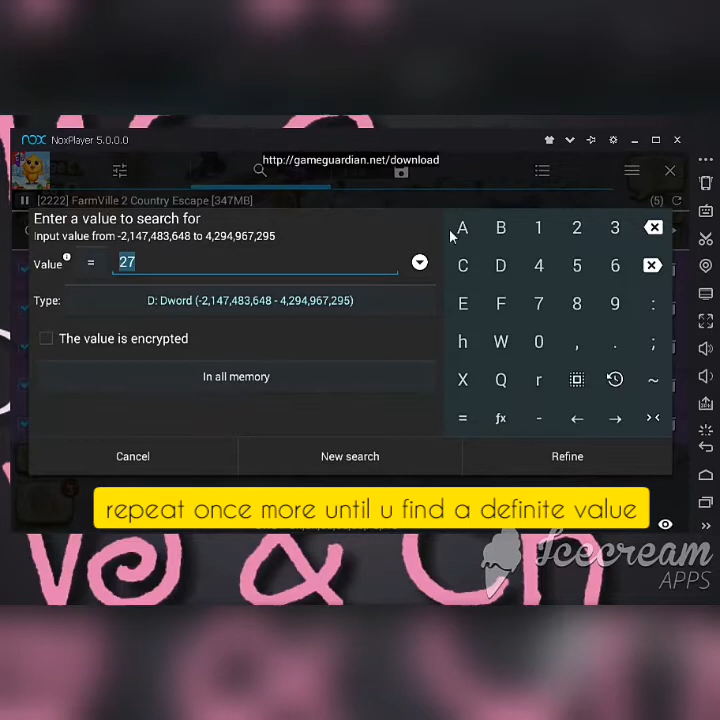 nox NoxPlayer 5.0.0.0
http://gameguardian.net/download
[2222] FarmVille 2 Country Escape [347MB]
(5)
Enter a value to search for
Input value from -2,147,483,648 to 4,294,967,295
Value i = 27
Type: D: Dword (-2,147,483,648 - 4,294,967,295)
The value is encrypted
In all memory
A B 1 2 3
C D 4 5 6
E F 7 8 9 :
h W 0 , . ;
X Q r ~
= fx - ← → ><
Cancel New search Refine
repeat once more until u find a definite value
Icecream
APPS